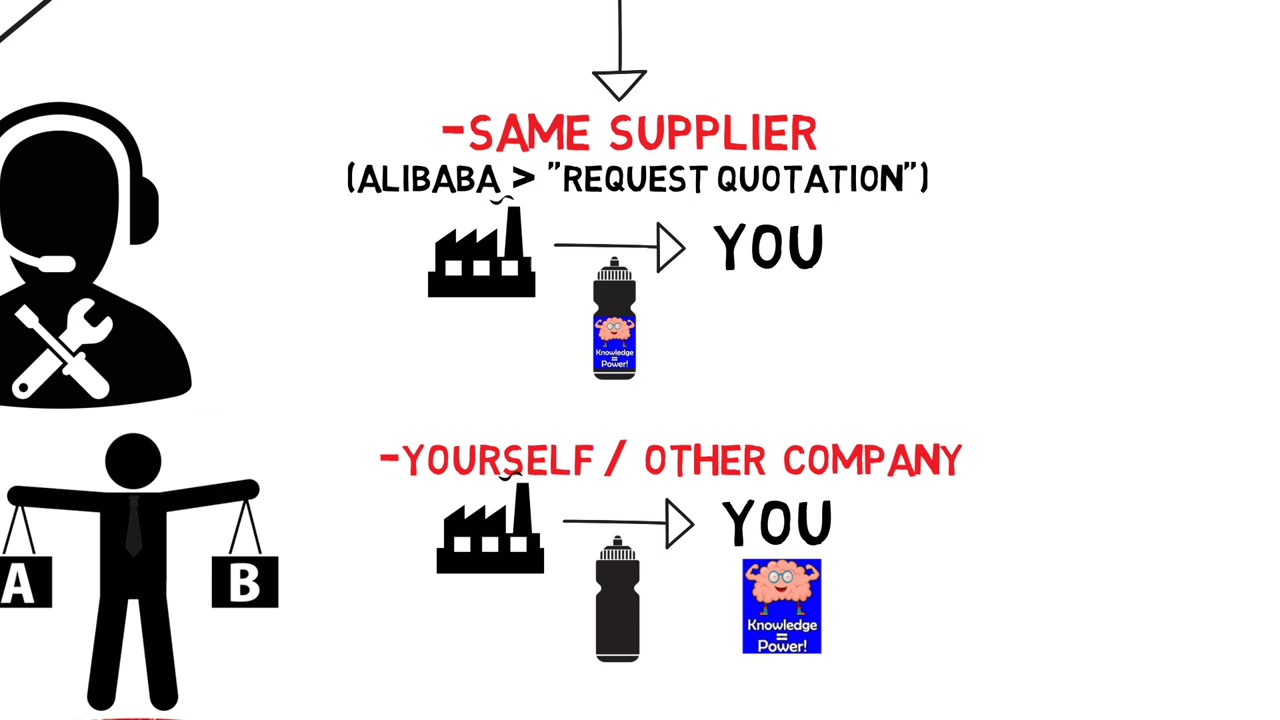 -SAME SUPPLIER
(ALIBABA > "REQUEST QUOTATION")
YOU
Knowledge
=
Power!
-YOURSELF / OTHER COMPANY
YOU
A
B
Knowledge
=
Power!